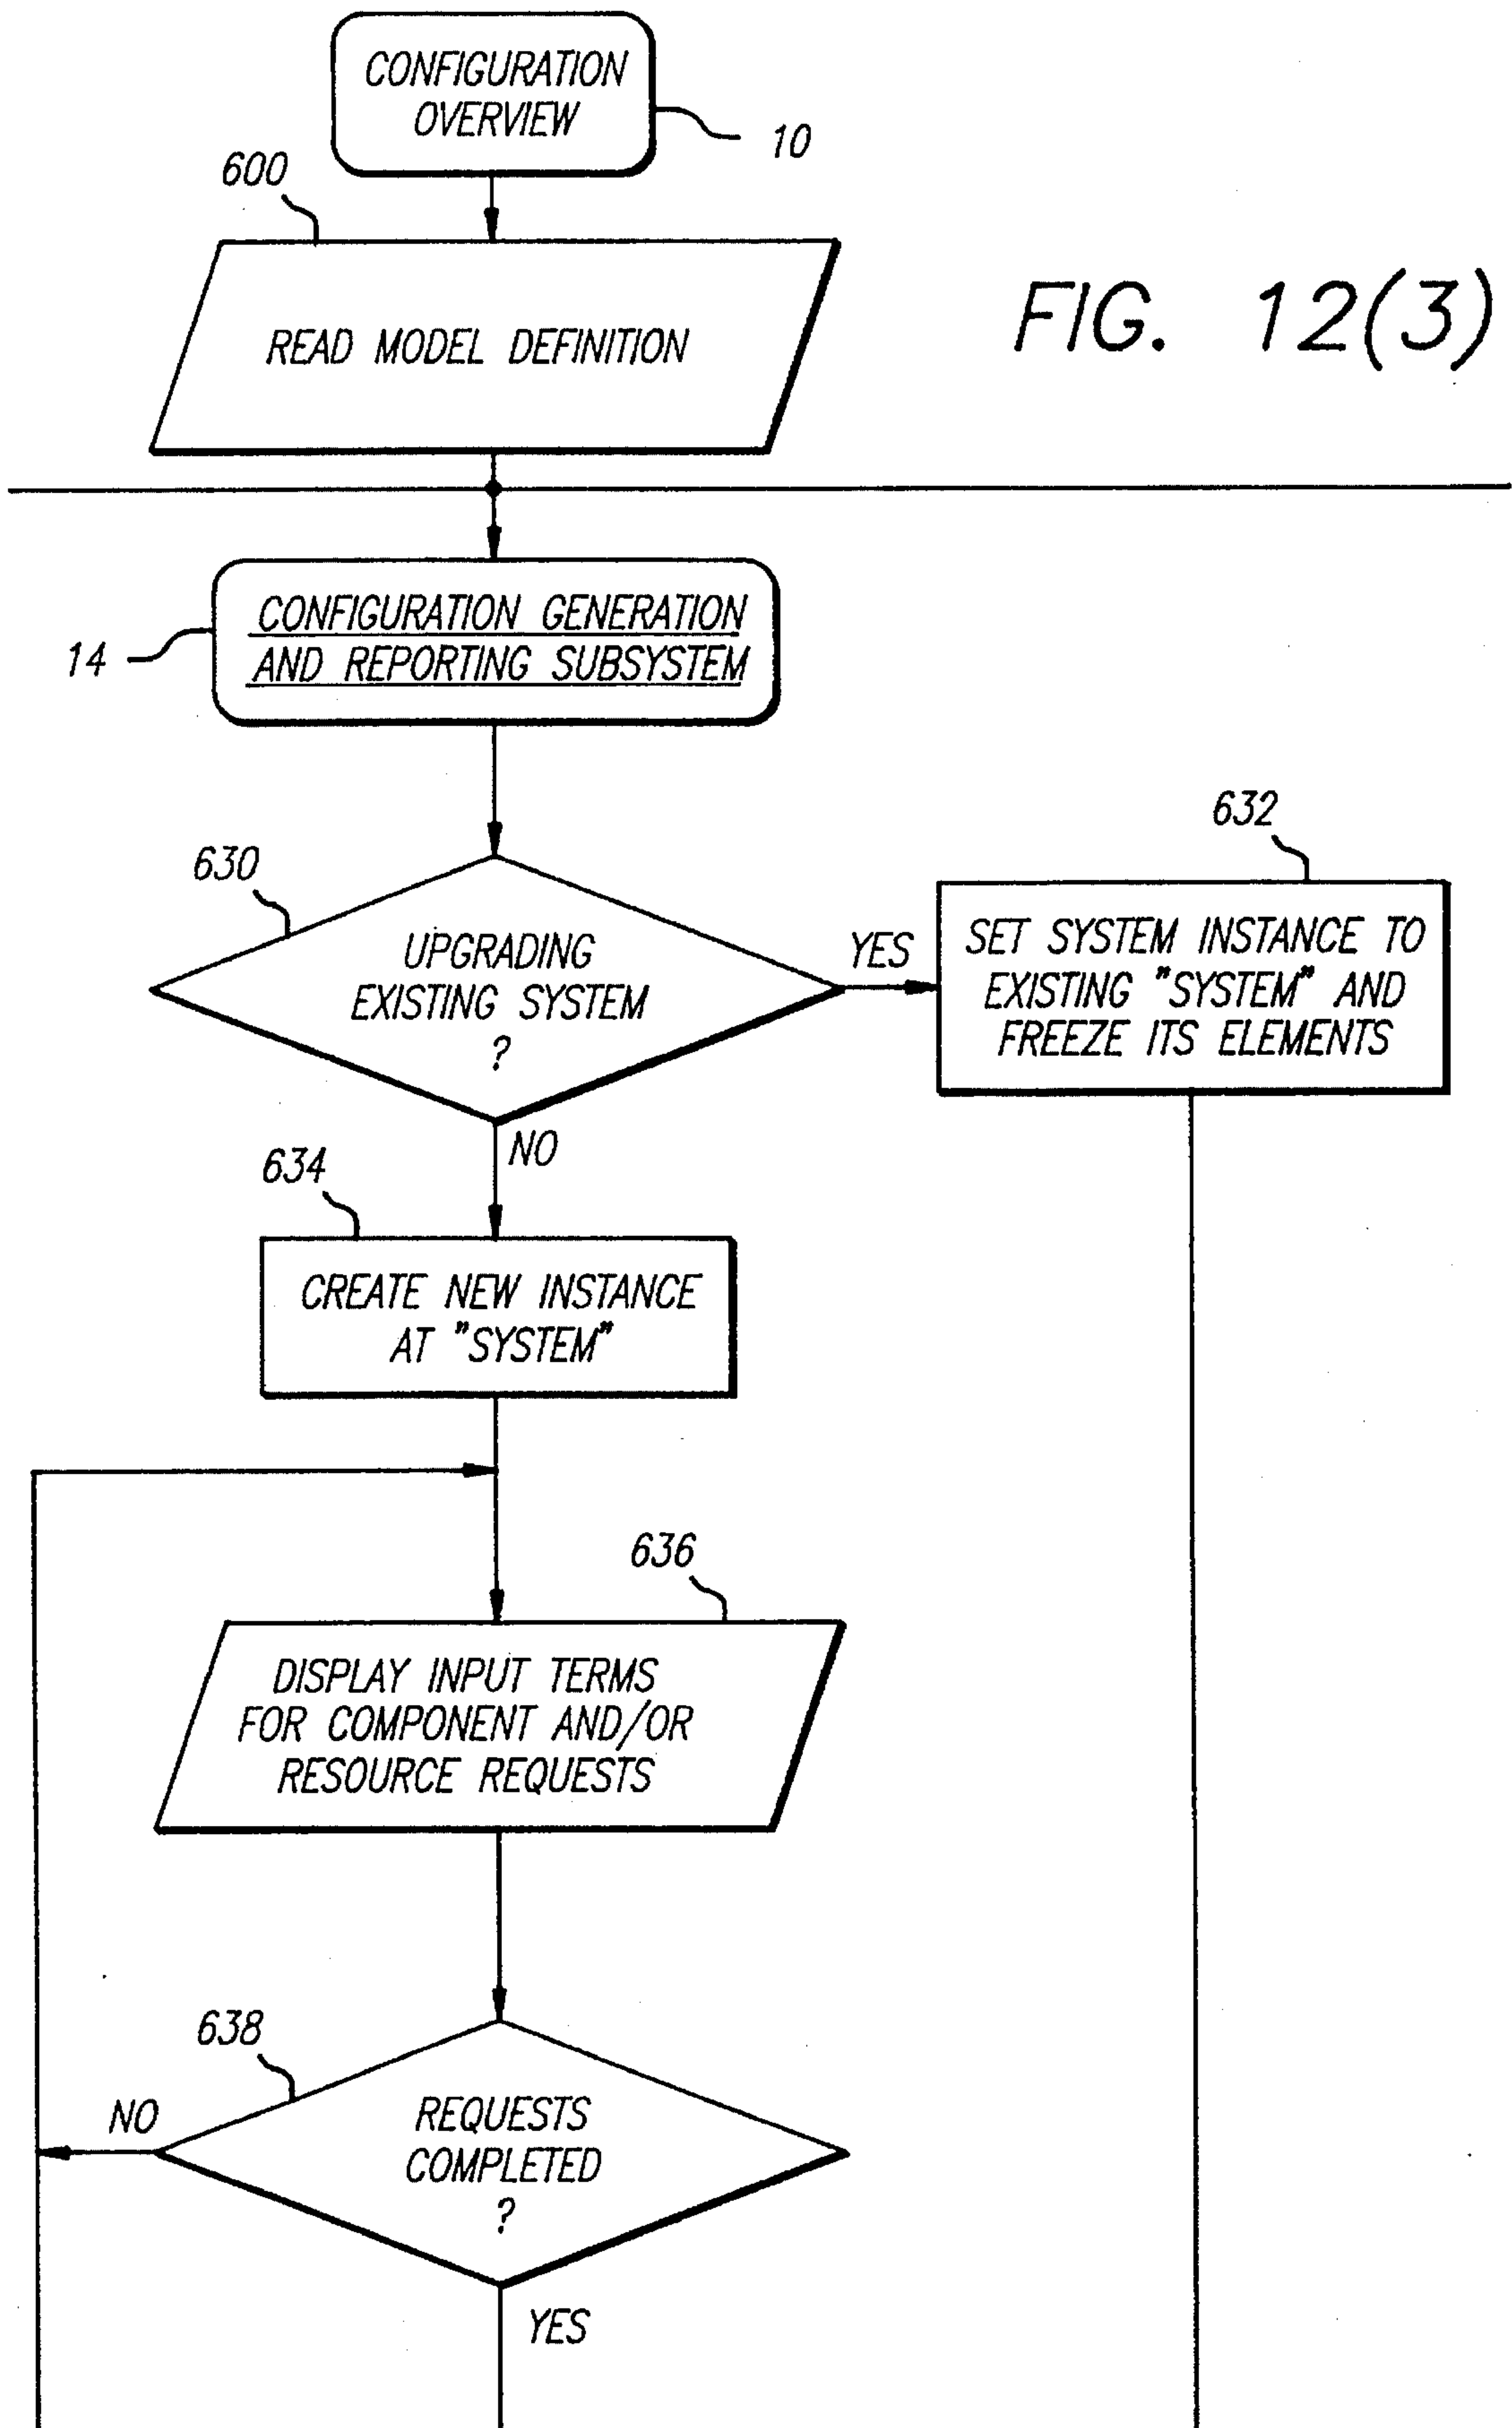 CONFIGURATION
OVERVIEW
10
600
READ MODEL DEFINITION
FIG. 12(3)
CONFIGURATION GENERATION
AND REPORTING SUBSYSTEM
14
630
UPGRADING
EXISTING SYSTEM
?
YES
632
SET SYSTEM INSTANCE TO
EXISTING "SYSTEM" AND
FREEZE ITS ELEMENTS
NO
634
CREATE NEW INSTANCE
AT "SYSTEM"
636
DISPLAY INPUT TERMS
FOR COMPONENT AND/OR
RESOURCE REQUESTS
638
NO
REQUESTS
COMPLETED
?
YES